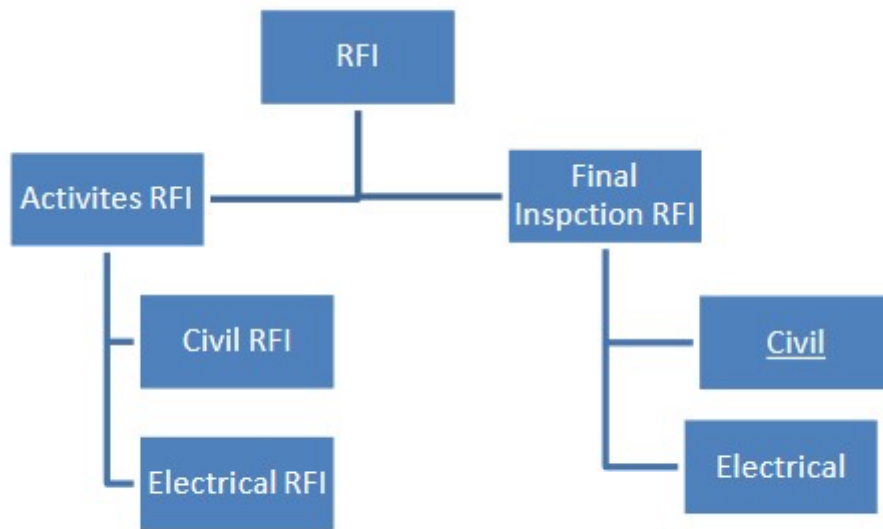 RFI
Activites RFI
Final
Inspction RFI
Civil RFI
Civil
Electrical RFI
Electrical